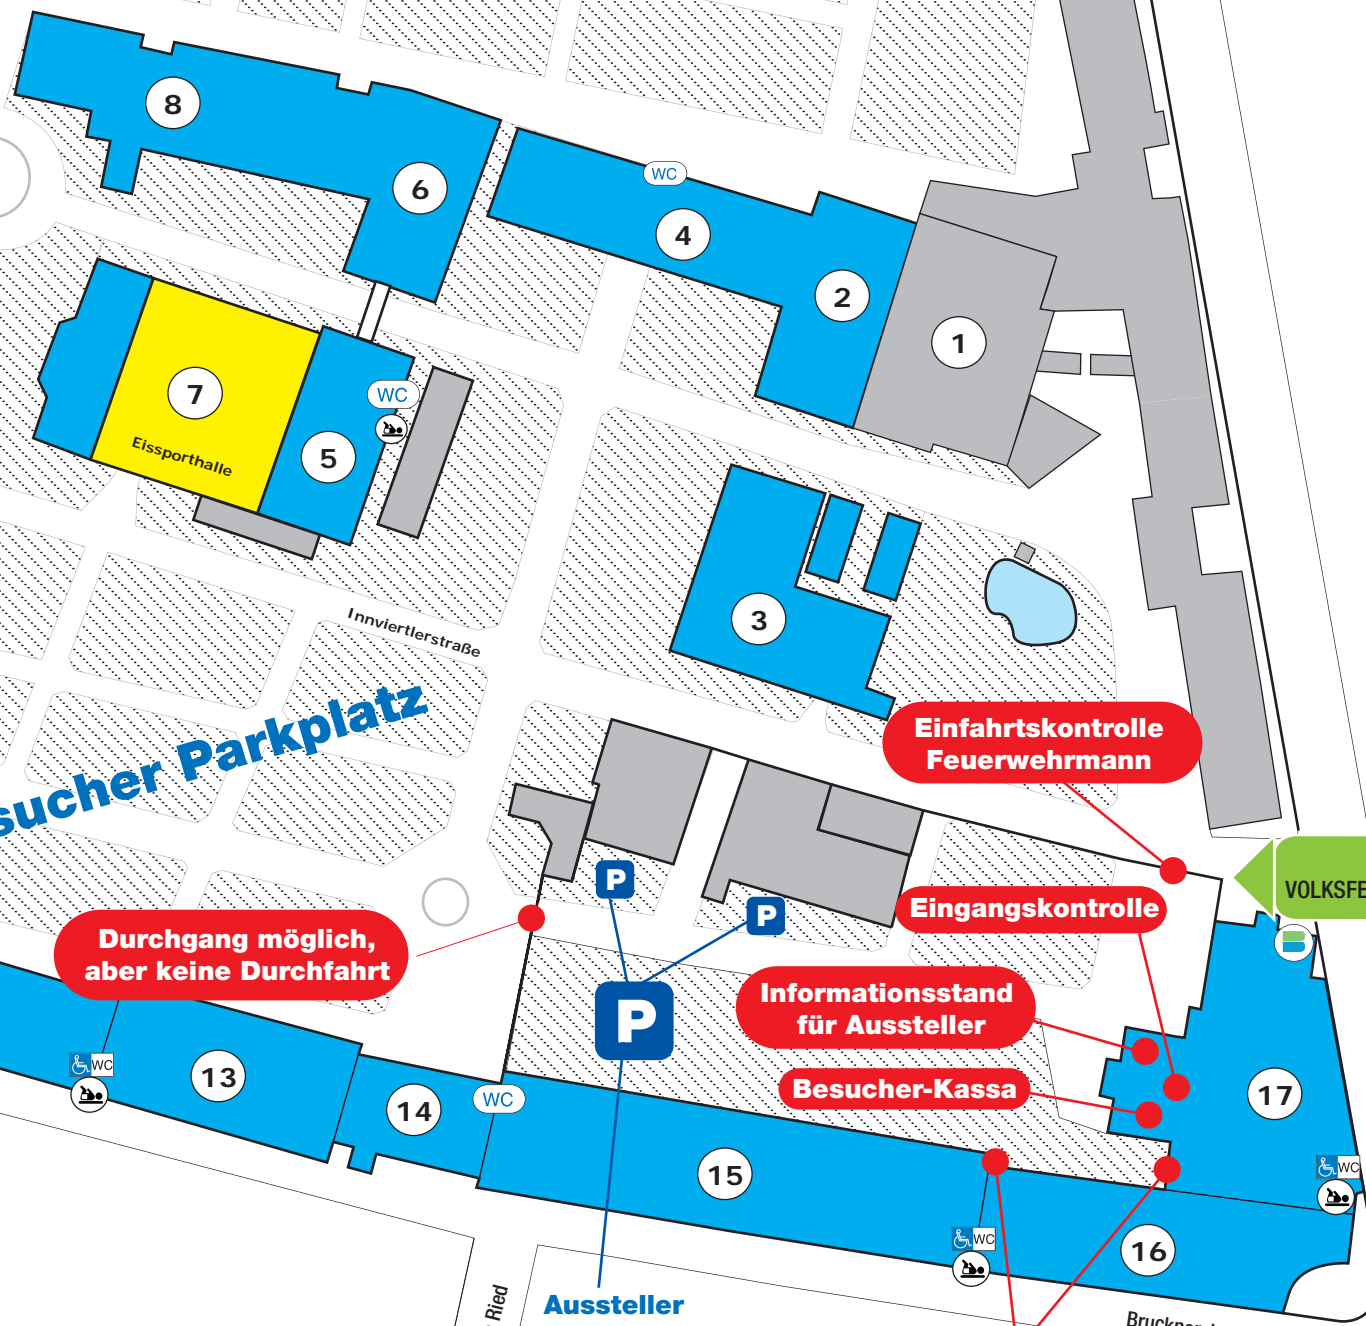 8
6
WC
4
2
1
7
Eissporthalle
WC
5
3
Innviertlerstraße
sucher Parkplatz
Einfahrtskontrolle
Feuerwehrmann
VOLKSFE
P
P
Eingangskontrolle
Durchgang möglich,
aber keine Durchfahrt
P
Informationsstand
für Aussteller
Besucher-Kassa
WC
13
14
WC
15
17
WC
WC
16
Ried
Aussteller